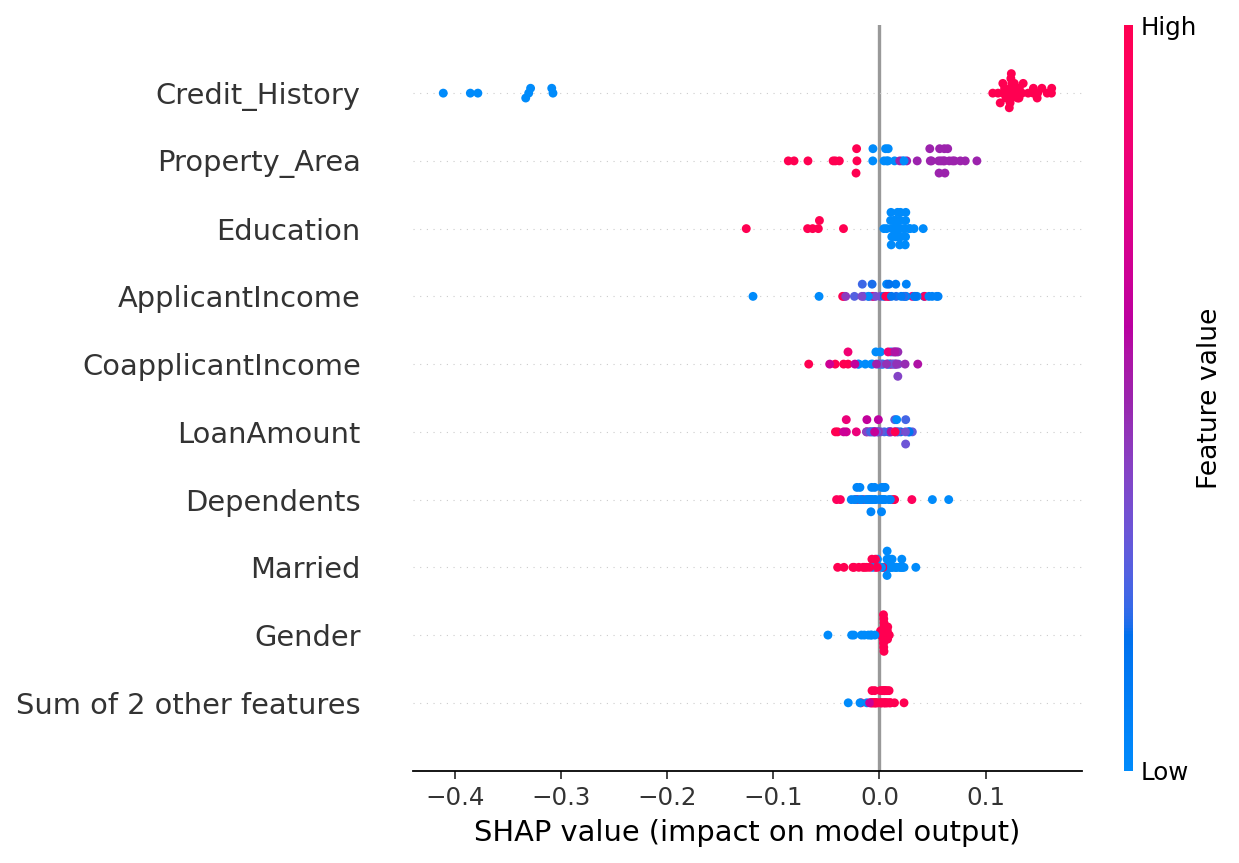 High
Credit_History
Property_Area
Education
ApplicantIncome
CoapplicantIncome
LoanAmount
Dependents
Married
Gender
Sum of 2 other features
Feature value
Low
−0.4 −0.3 −0.2 −0.1 0.0 0.1
SHAP value (impact on model output)